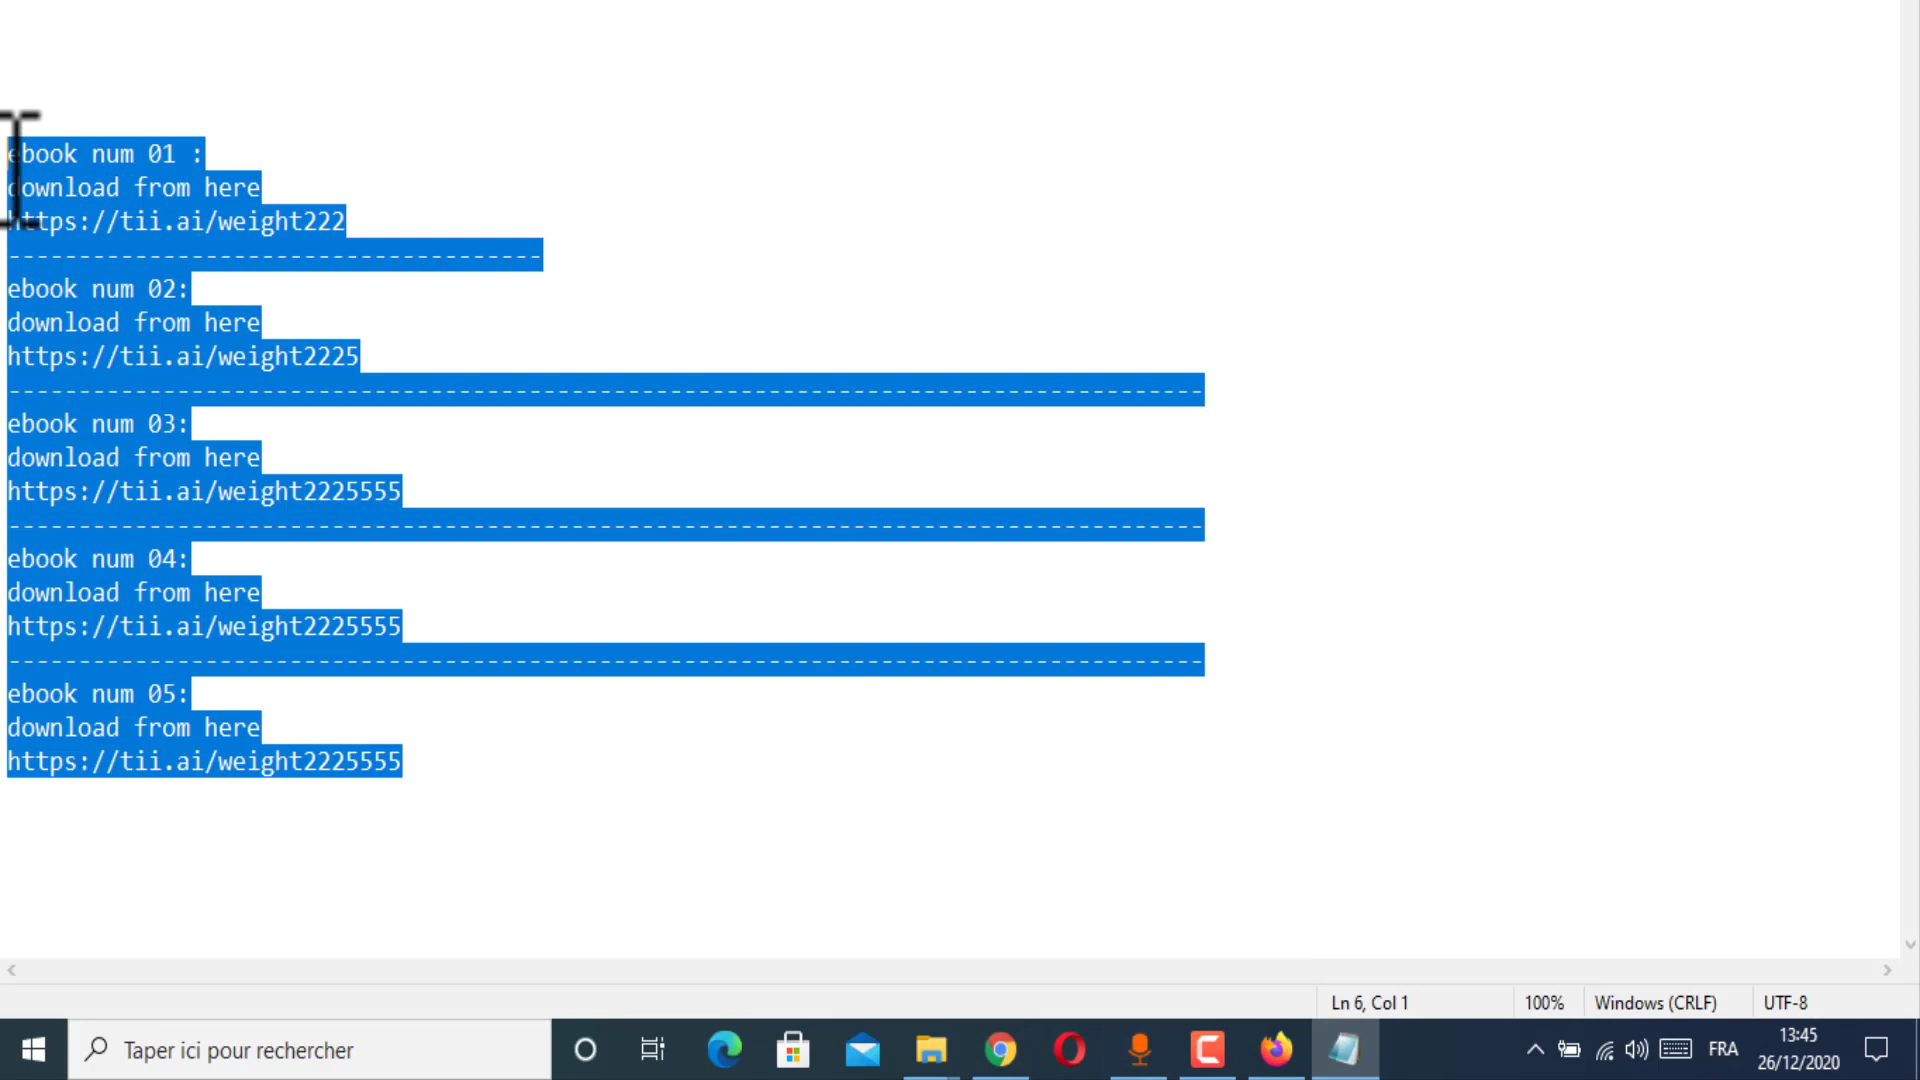 ebook num 01 :
download from here
https://tii.ai/weight222
--------------------------------------
ebook num 02:
download from here
https://tii.ai/weight2225
-------------------------------------------------------------------------------------
ebook num 03:
download from here
https://tii.ai/weight2225555
-------------------------------------------------------------------------------------
ebook num 04:
download from here
https://tii.ai/weight2225555
-------------------------------------------------------------------------------------
ebook num 05:
download from here
https://tii.ai/weight2225555
Ln 6, Col 1
100%
Windows (CRLF)
UTF-8
Taper ici pour rechercher
FRA
13:45
26/12/2020